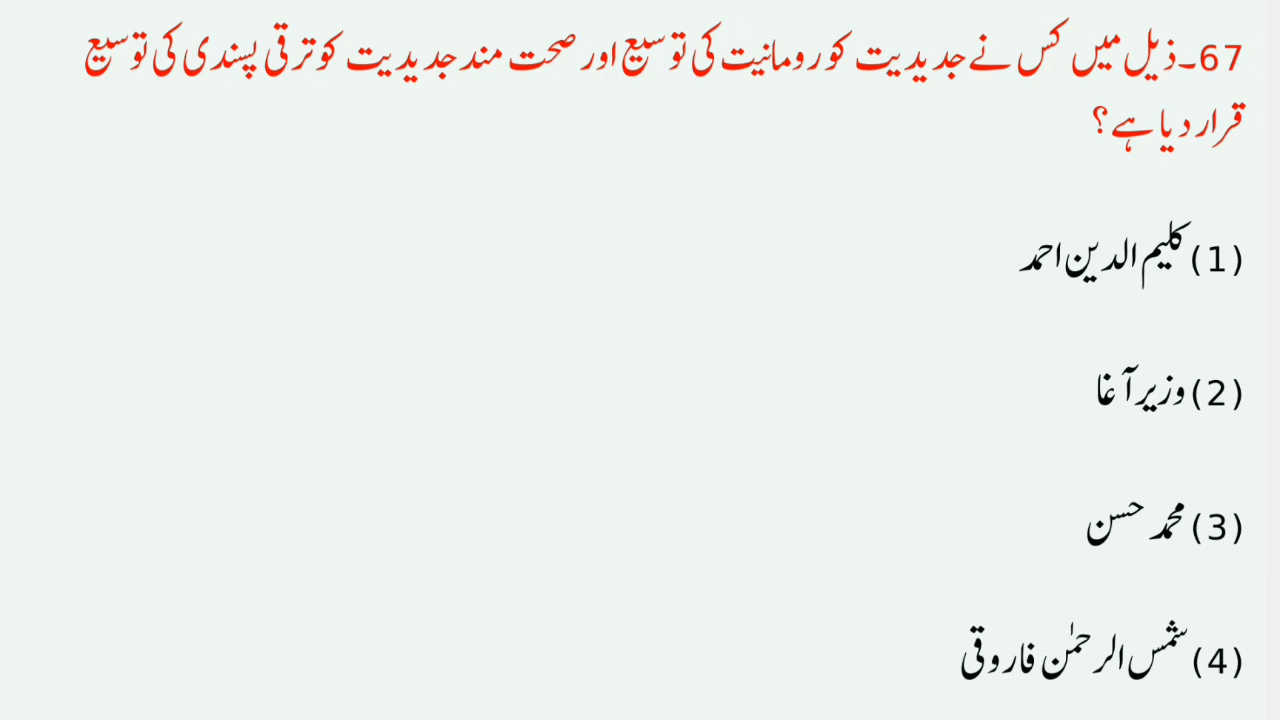 67۔ذیل میں کس نے جدیدیت کو رومانیت کی توسیع اور صحت مند جدیدیت کو ترقی پسندی کی توسیع
قرار دیا ہے؟
(1) کلیم الدین احمد
(2) وزیر آغا
(3) محمد حسن
(4) شمس الرحمٰن فاروقی